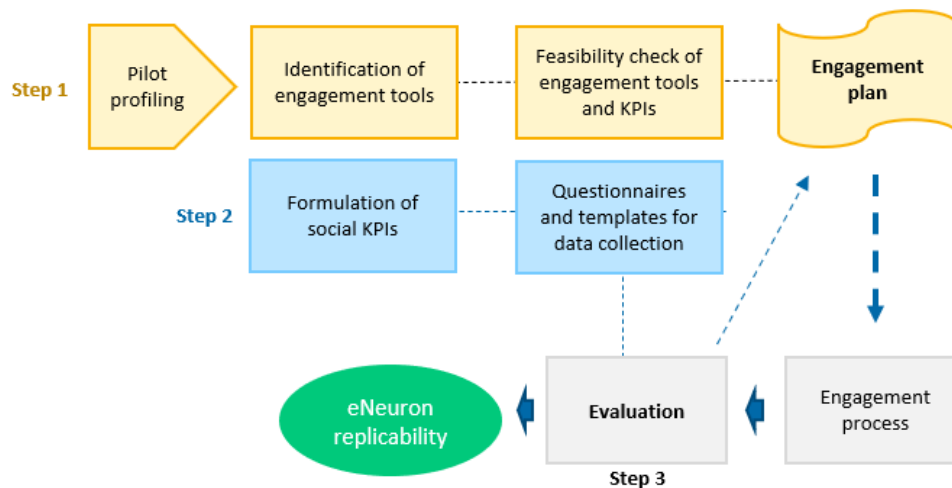 Step 1
Pilot
profiling
Identification of
engagement tools
Feasibility check of
engagement tools
and KPIs
Engagement
plan
Step 2
Formulation of
social KPIs
Questionnaires
and templates for
data collection
eNeuron
replicability
Evaluation
Engagement
process
Step 3